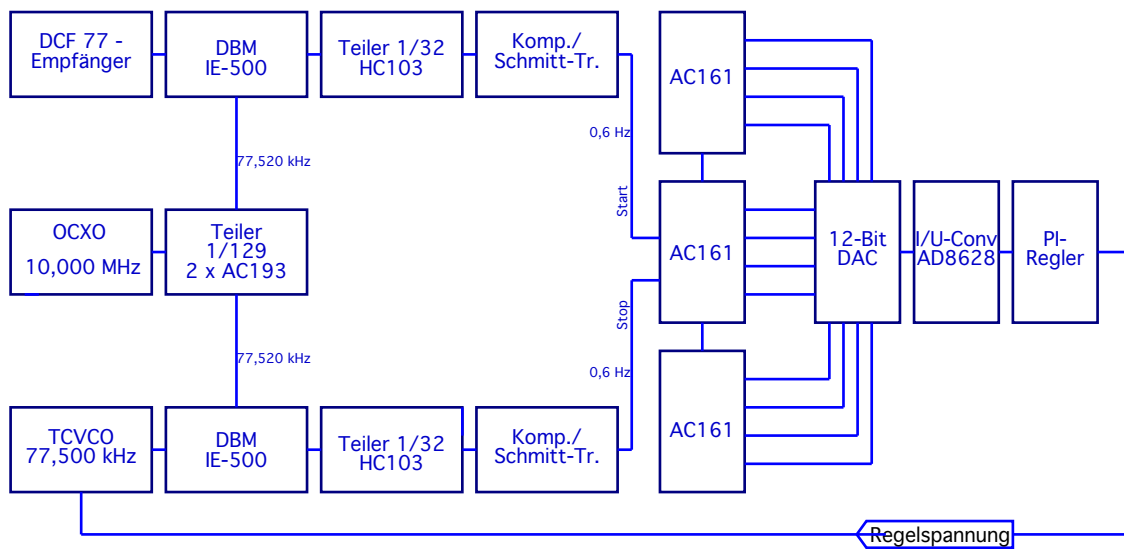 DCF 77 -
Empfänger
DBM
IE-500
Teiler 1/32
HC103
Komp./
Schmitt-Tr.
AC161
0,6 Hz
77,520 kHz
Start
OCXO
10,000 MHz
Teiler
1/129
2 x AC193
AC161
12-Bit
DAC
I/U-Conv
AD8628
PI-
Regler
Stop
77,520 kHz
0,6 Hz
TCVCO
77,500 kHz
DBM
IE-500
Teiler 1/32
HC103
Komp./
Schmitt-Tr.
AC161
Regelspannung